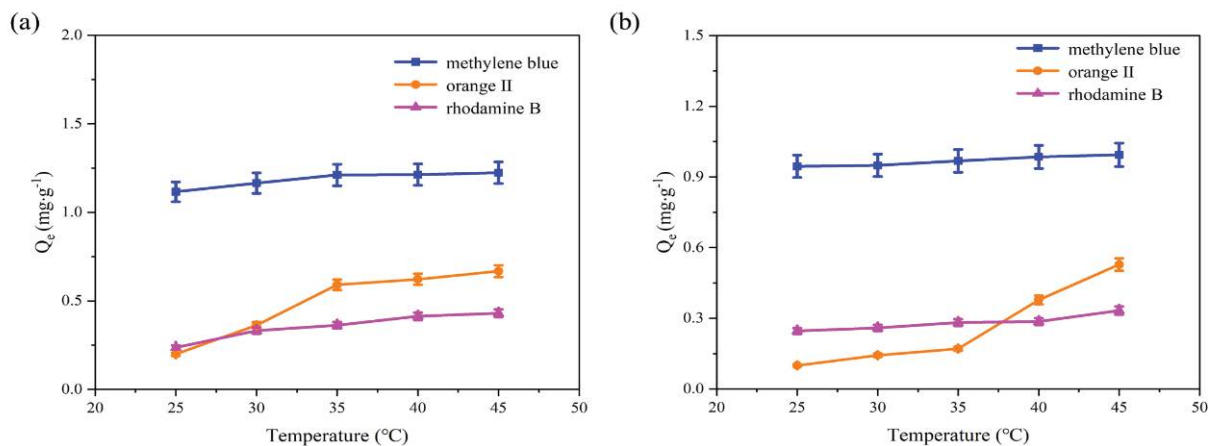 (a)
2.0
1.5
1.0
0.5
0.0
Qe (mg·g-1)
methylene blue
orange II
rhodamine B
20 25 30 35 40 45 50
Temperature (°C)
(b)
1.5
1.2
0.9
0.6
0.3
0.0
Qe (mg·g-1)
methylene blue
orange II
rhodamine B
20 25 30 35 40 45 50
Temperature (°C)